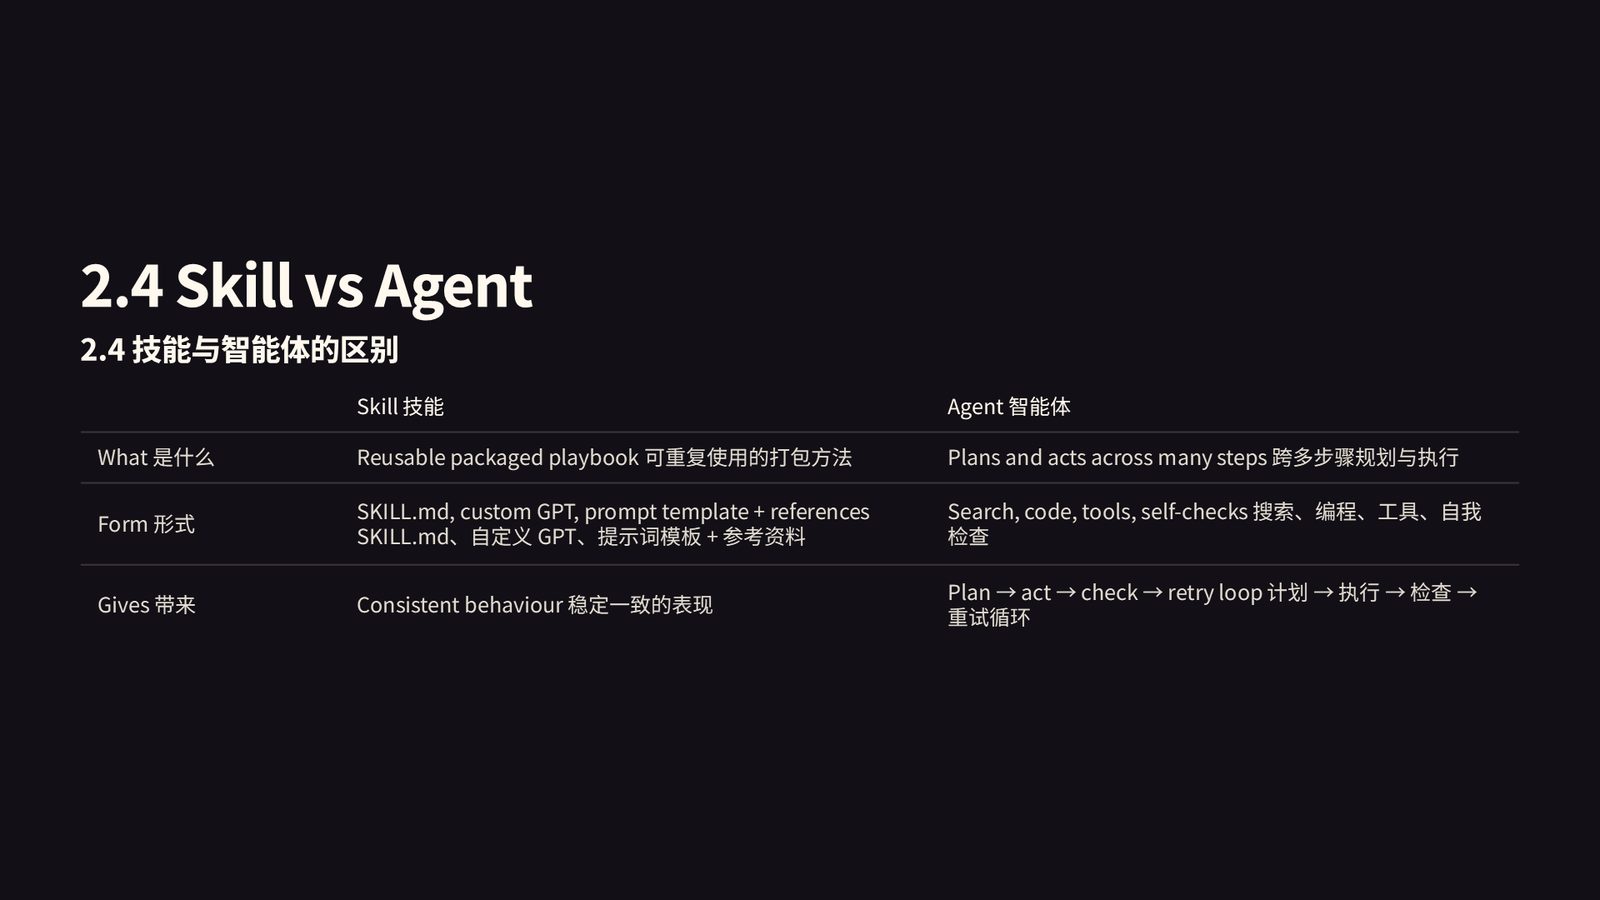 2.4 Skill vs Agent
2.4 技能与智能体的区别
Skill 技能
Agent 智能体
What 是什么
Reusable packaged playbook 可重复使用的打包方法
Plans and acts across many steps 跨多步骤规划与执行
Form 形式
SKILL.md, custom GPT, prompt template + references
SKILL.md、自定义 GPT、提示词模板 + 参考资料
Search, code, tools, self-checks 搜索、编程、工具、自我
检查
Gives 带来
Consistent behaviour 稳定一致的表现
Plan → act → check → retry loop 计划 → 执行 → 检查 →
重试循环